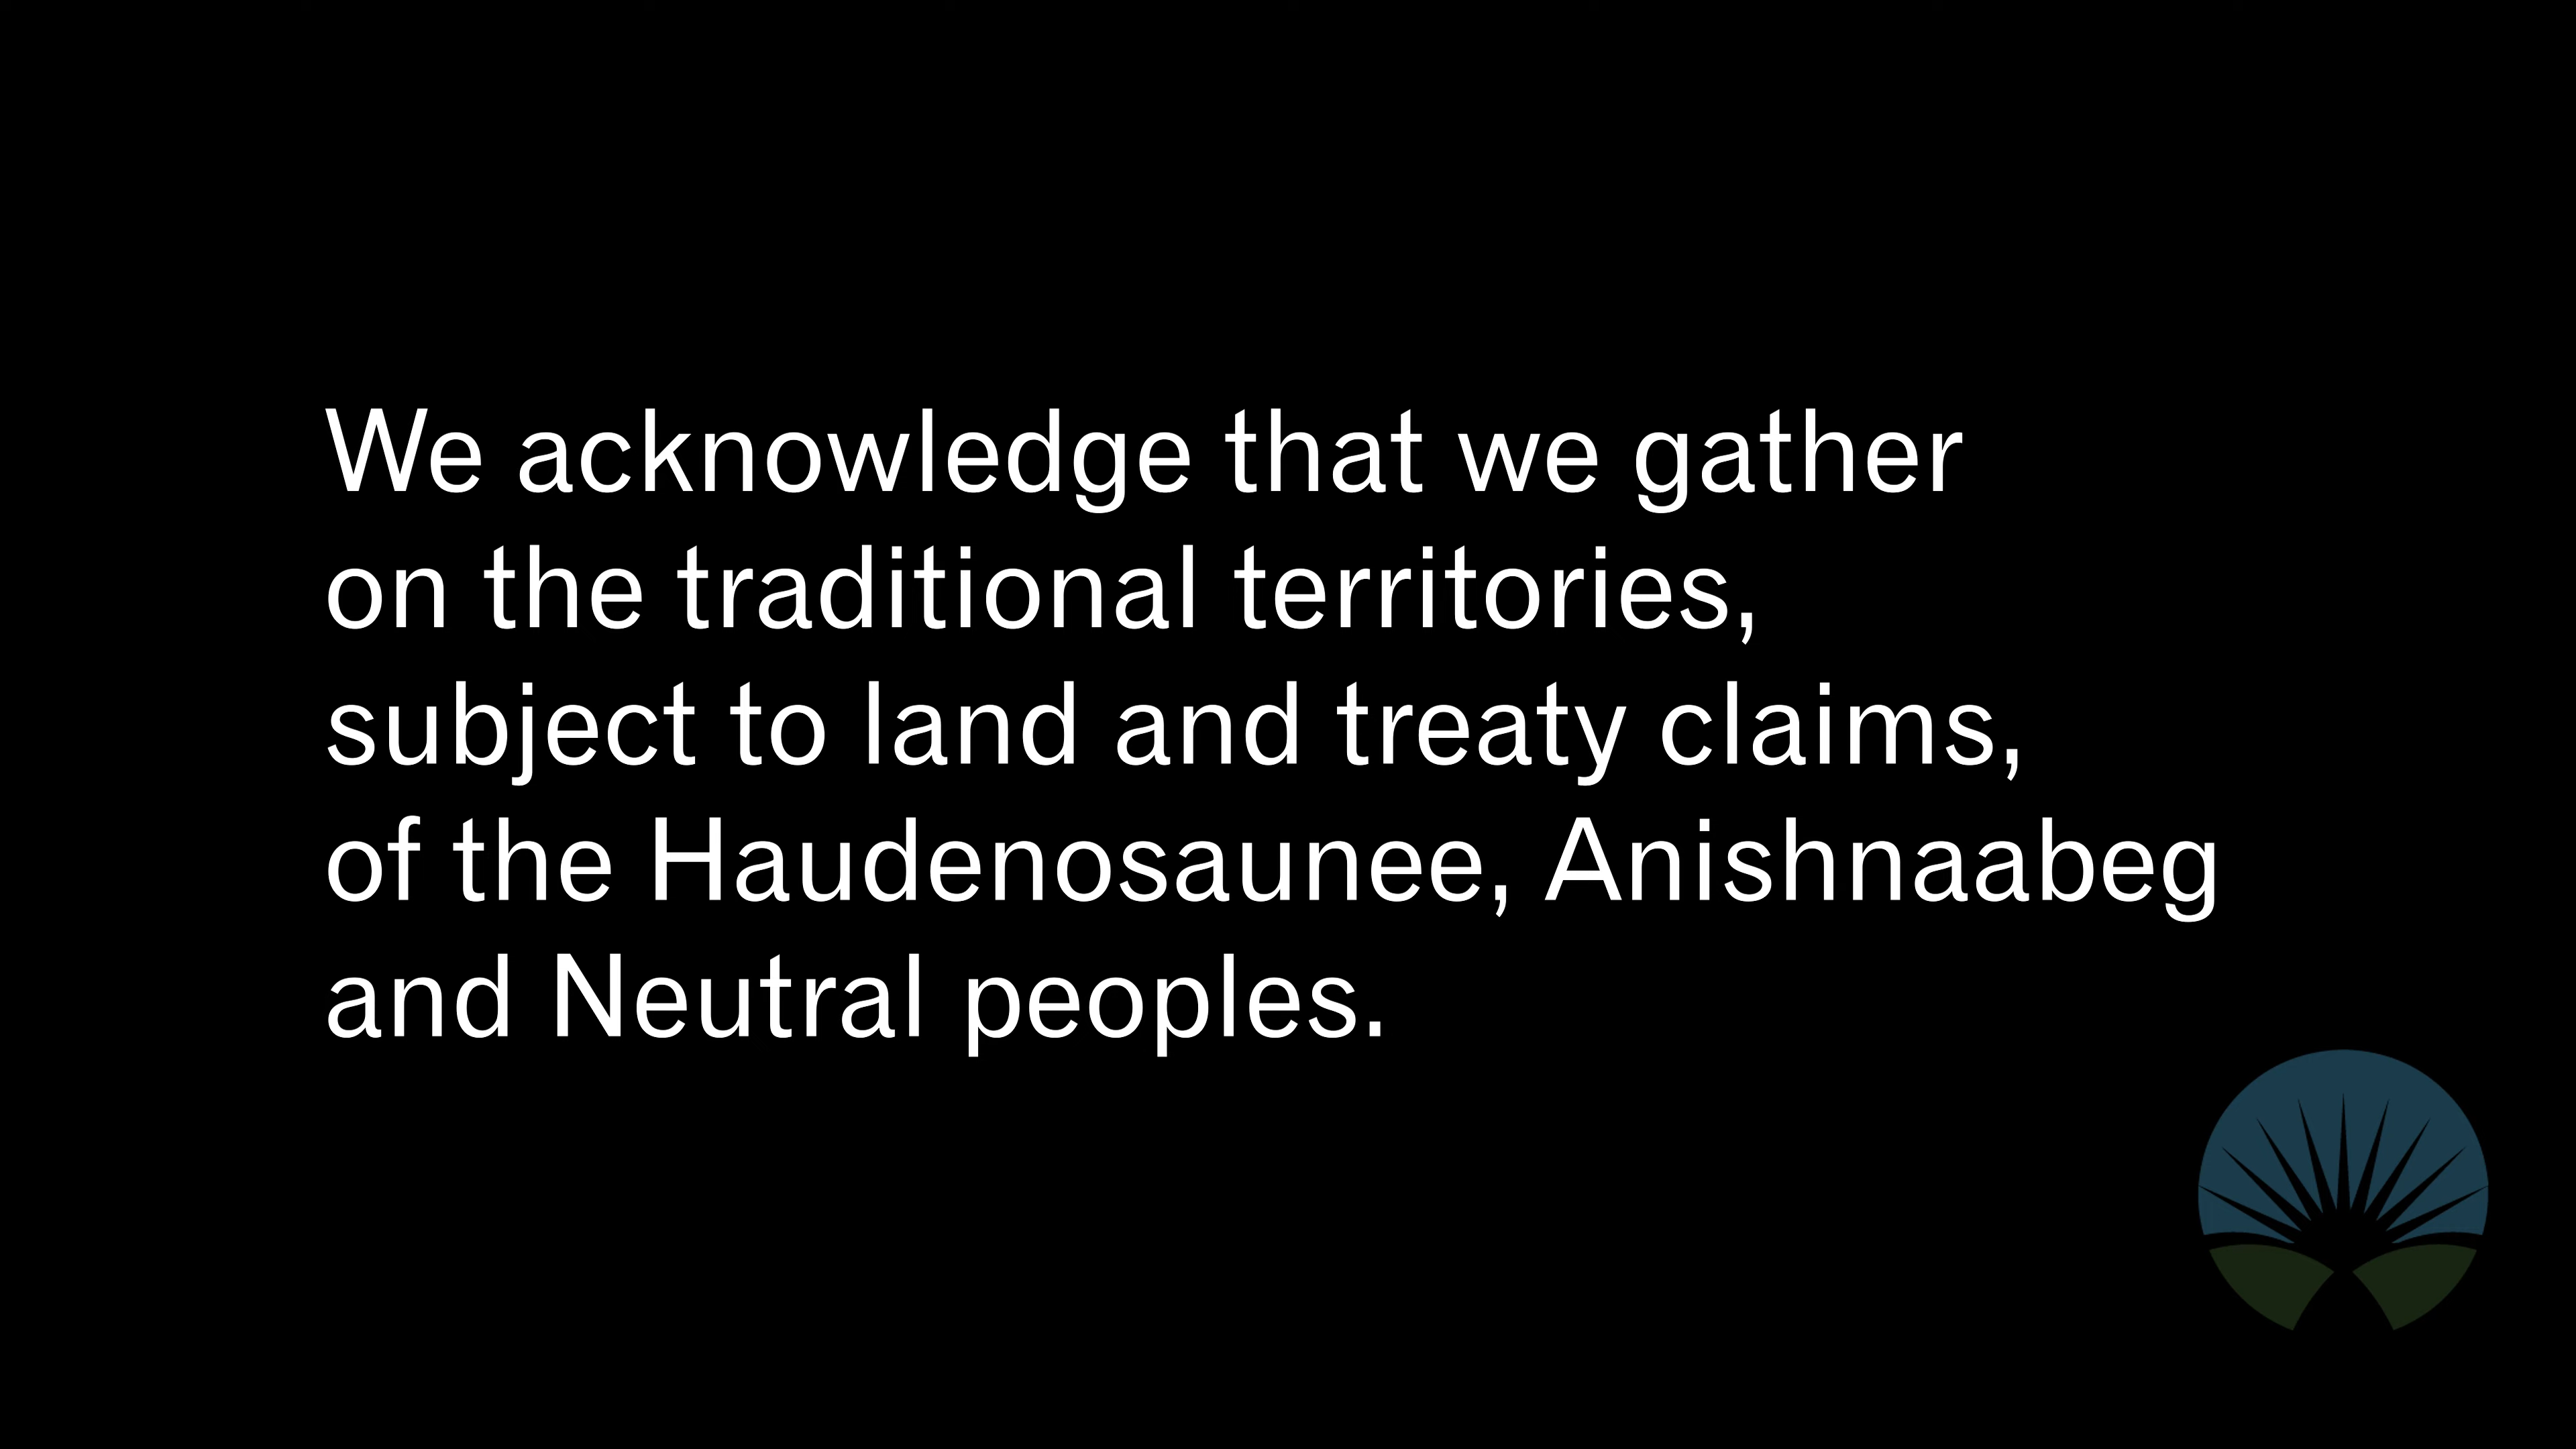 We acknowledge that we gather
on the traditional territories,
subject to land and treaty claims,
of the Haudenosaunee, Anishnaabeg
and Neutral peoples.